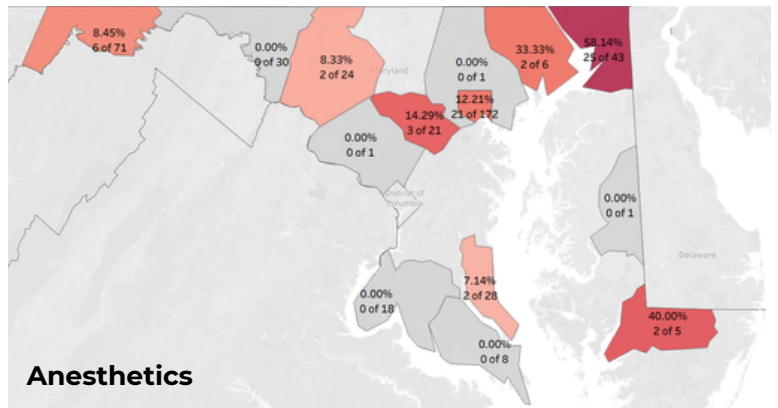 8.45%
6 of 71
0.00%
0 of 30
8.33%
2 of 24
Maryland
0.00%
0 of 1
33.33%
2 of 6
58.14%
25 of 43
14.29%
3 of 21
12.21%
21 of 172
0.00%
0 of 1
District of
Columbia
0.00%
0 of 1
Delaware
7.14%
2 of 28
0.00%
0 of 18
40.00%
2 of 5
0.00%
0 of 8
Anesthetics